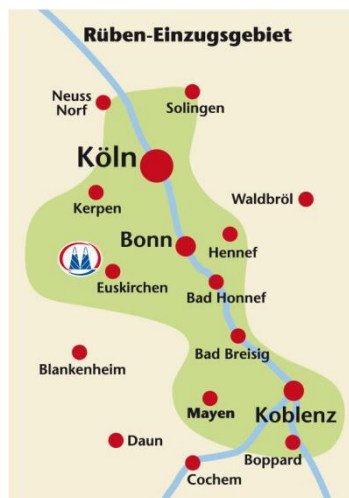 Rüben-Einzugsgebiet
Neuss
Norf
Solingen
Köln
Kerpen
Waldbröl
Bonn
Hennef
Euskirchen
Bad Honnef
Bad Breisig
Blankenheim
Mayen
Koblenz
Daun
Boppard
Cochem